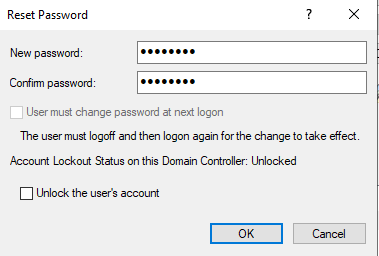 Reset Password
?
New password:
●●●●●●●●
Confirm password:
●●●●●●●●
User must change password at next logon
The user must logoff and then logon again for the change to take effect.
Account Lockout Status on this Domain Controller: Unlocked
Unlock the user's account
OK
Cancel